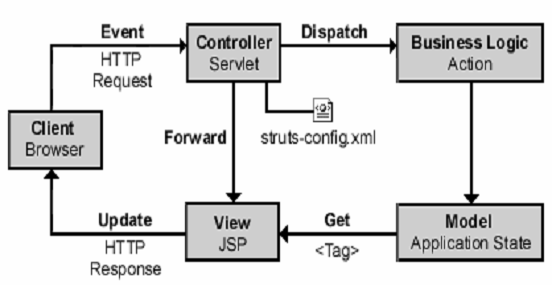 Event
HTTP
Request
Controller
Servlet
Dispatch
Business Logic
Action
Client
Browser
Forward
struts-config.xml
Update
HTTP
Response
View
JSP
Get
<Tag>
Model
Application State